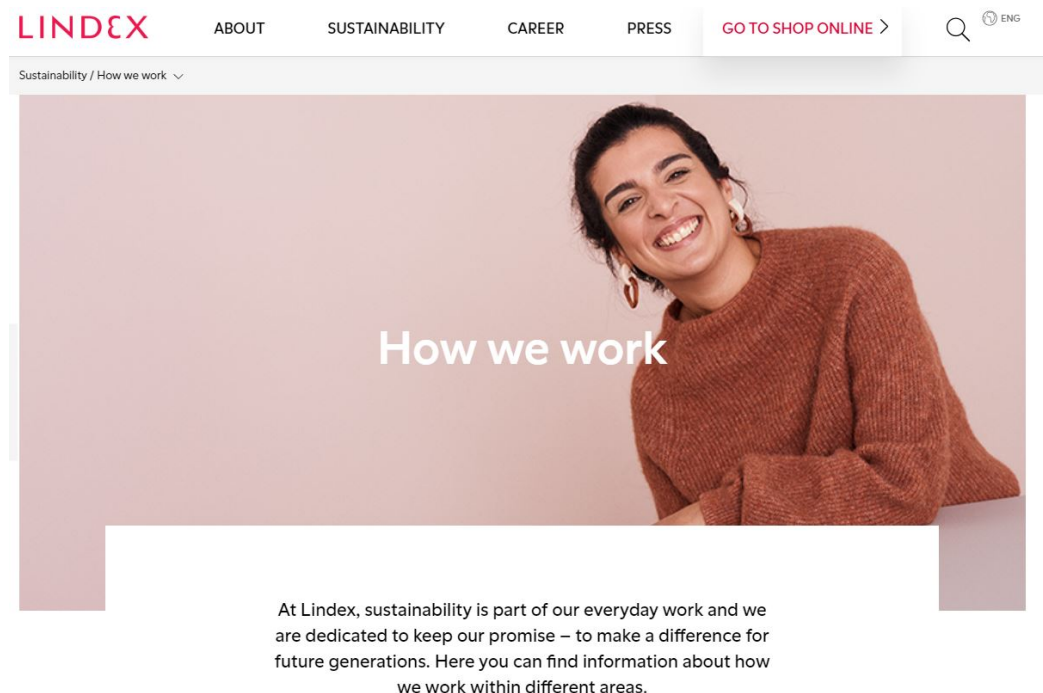 LINDEX
ABOUT SUSTAINABILITY CAREER PRESS GO TO SHOP ONLINE ENG
Sustainability / How we work
How we work
At Lindex, sustainability is part of our everyday work and we
are dedicated to keep our promise – to make a difference for
future generations. Here you can find information about how
we work within different areas.